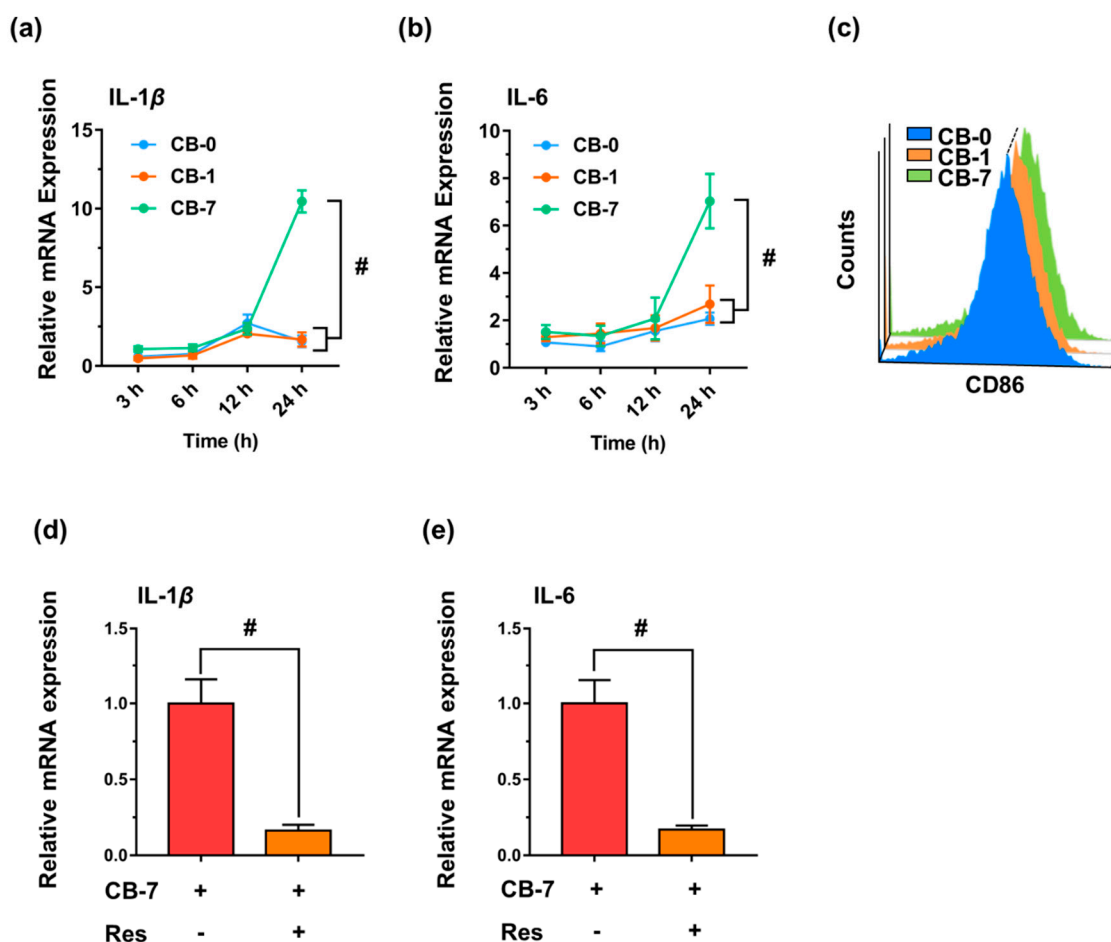 (a)
IL-1β
Relative mRNA Expression
15
10
5
0
CB-0
CB-1
CB-7
#
3 h
6 h
12 h
24 h
Time (h)
(b)
IL-6
Relative mRNA Expression
10
8
6
4
2
0
CB-0
CB-1
CB-7
#
3 h
6 h
12 h
24 h
Time (h)
(c)
CB-0
CB-1
CB-7
Counts
CD86
(d)
IL-1β
Relative mRNA expression
1.5
1.0
0.5
0.0
#
CB-7 + +
Res - +
(e)
IL-6
Relative mRNA expression
1.5
1.0
0.5
0.0
#
CB-7 + +
Res - +